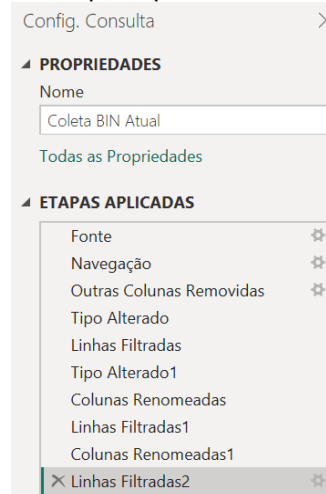 Config. Consulta
PROPRIEDADES
Nome
Coleta BIN Atual
Todas as Propriedades
ETAPAS APLICADAS
Fonte
Navegação
Outras Colunas Removidas
Tipo Alterado
Linhas Filtradas
Tipo Alterado1
Colunas Renomeadas
Linhas Filtradas1
Colunas Renomeadas1
Linhas Filtradas2